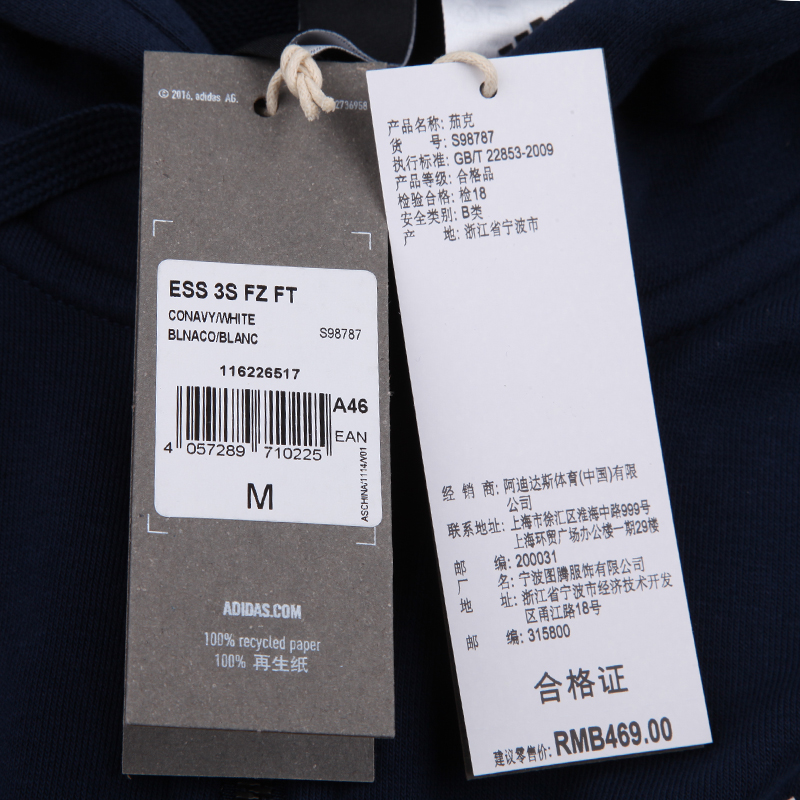 © 2016, adidas AG.
2736958
ESS 3S FZ FT
CONAVY/WHITE
BLNACO/BLANC
S98787
116226517
A46
EAN
4 057289 710225
M
ASCHINA/1114/V01
ADIDAS.COM
100% recycled paper
100% 再生纸
产品名称: 茄克
货 号: S98787
执行标准: GB/T 22853-2009
产品等级: 合格品
检验合格: 检18
安全类别: B类
产 地: 浙江省宁波市
经 销 商: 阿迪达斯体育(中国)有限
公司
联系地址: 上海市徐汇区淮海中路999号
上海环贸广场办公楼一期29楼
邮 编: 200031
厂 名: 宁波图腾服饰有限公司
地 址: 浙江省宁波市经济技术开发
区甬江路18号
邮 编: 315800
合格证
建议零售价: RMB469.00